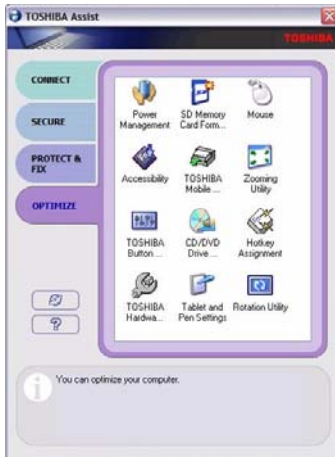 TOSHIBA Assist
TOSHIBA
CONNECT
SECURE
PROTECT &
FIX
OPTIMIZE
Power
Management
SD Memory
Card Form...
Mouse
Accessibility
TOSHIBA
Mobile ...
Zooming
Utility
TOSHIBA
Button ...
CD/DVD
Drive ...
Hotkey
Assignment
TOSHIBA
Hardwa...
Tablet and
Pen Settings
Rotation Utility
?
i
You can optimize your computer.